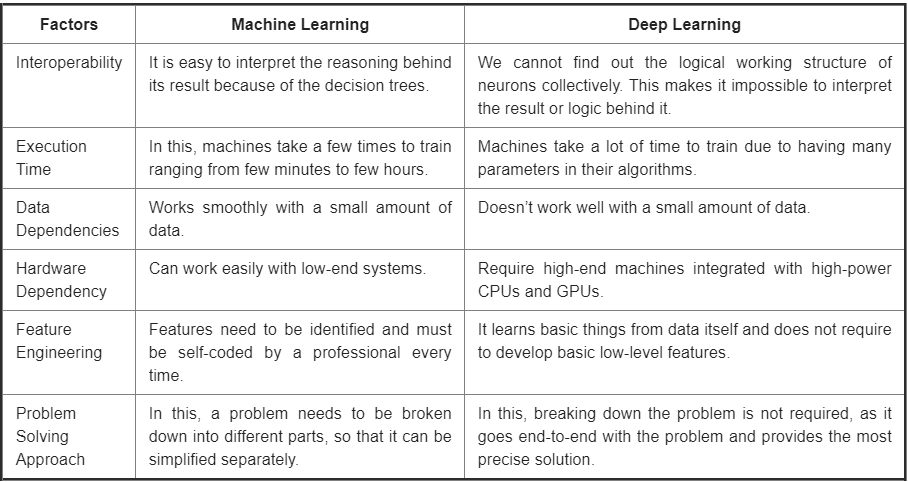 Factors
Machine Learning
Deep Learning
Interoperability
It is easy to interpret the reasoning behind
its result because of the decision trees.
We cannot find out the logical working structure of
neurons collectively. This makes it impossible to interpret
the result or logic behind it.
Execution
Time
In this, machines take a few times to train
ranging from few minutes to few hours.
Machines take a lot of time to train due to having many
parameters in their algorithms.
Data
Dependencies
Works smoothly with a small amount of
data.
Doesn’t work well with a small amount of data.
Hardware
Dependency
Can work easily with low-end systems.
Require high-end machines integrated with high-power
CPUs and GPUs.
Feature
Engineering
Features need to be identified and must
be self-coded by a professional every
time.
It learns basic things from data itself and does not require
to develop basic low-level features.
Problem
Solving
Approach
In this, a problem needs to be broken
down into different parts, so that it can be
simplified separately.
In this, breaking down the problem is not required, as it
goes end-to-end with the problem and provides the most
precise solution.